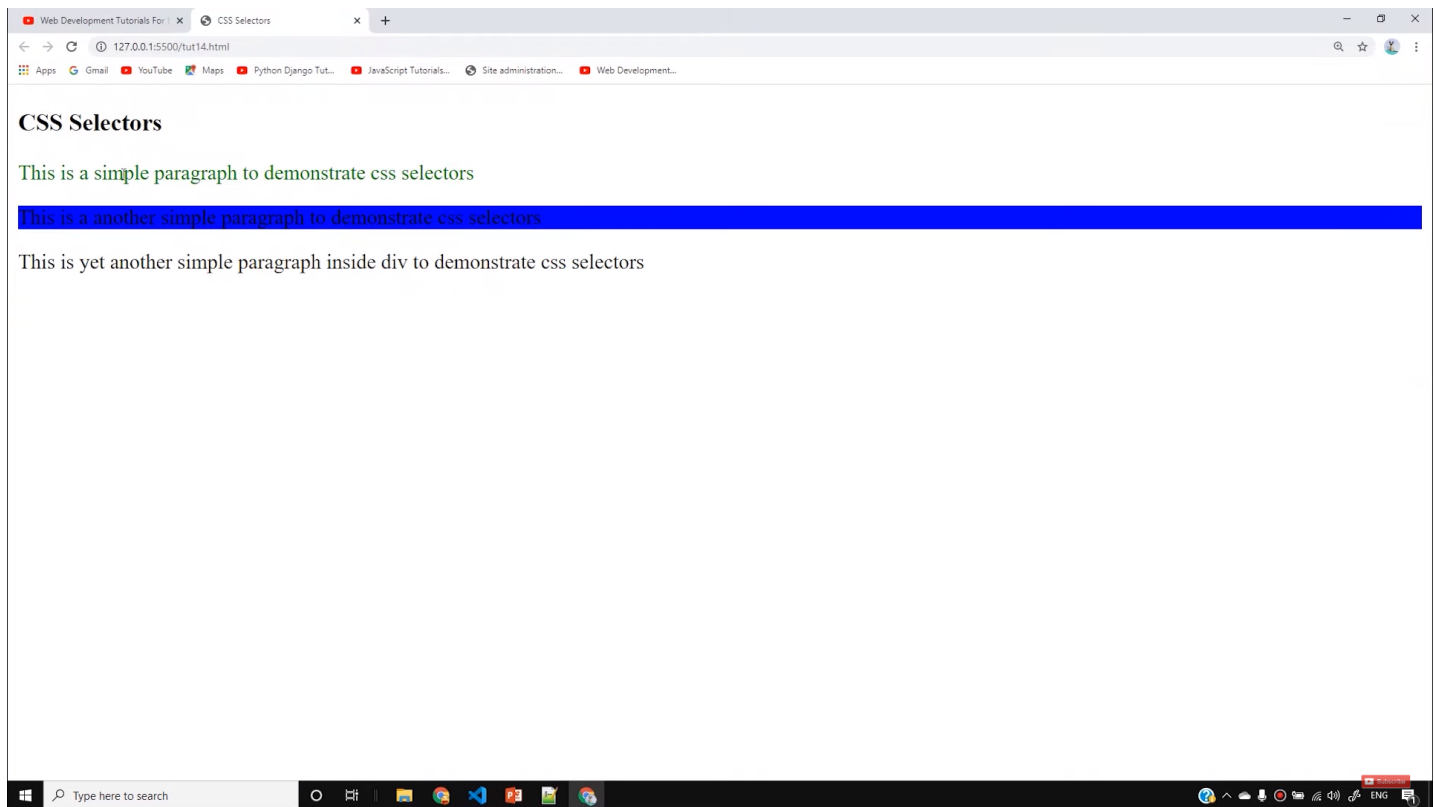 Web Development Tutorials For
CSS Selectors
127.0.0.1:5500/tut14.html
Apps Gmail YouTube Maps Python Django Tut... JavaScript Tutorials... Site administration... Web Development...
CSS Selectors
This is a simple paragraph to demonstrate css selectors
This is a another simple paragraph to demonstrate css selectors
This is yet another simple paragraph inside div to demonstrate css selectors
Type here to search
ENG